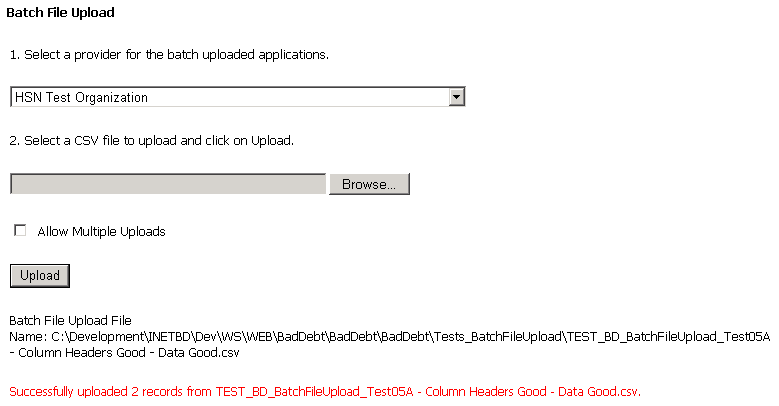 Batch File Upload
1. Select a provider for the batch uploaded applications.
HSN Test Organization
2. Select a CSV file to upload and click on Upload.
Browse...
Allow Multiple Uploads
Upload
Batch File Upload File
Name: C:\Development\INETBD\Dev\WS\WEB\BadDebt\BadDebt\BadDebt\Tests_BatchFileUpload\TEST_BD_BatchFileUpload_Test05A
- Column Headers Good - Data Good.csv
Successfully uploaded 2 records from TEST_BD_BatchFileUpload_Test05A - Column Headers Good - Data Good.csv.